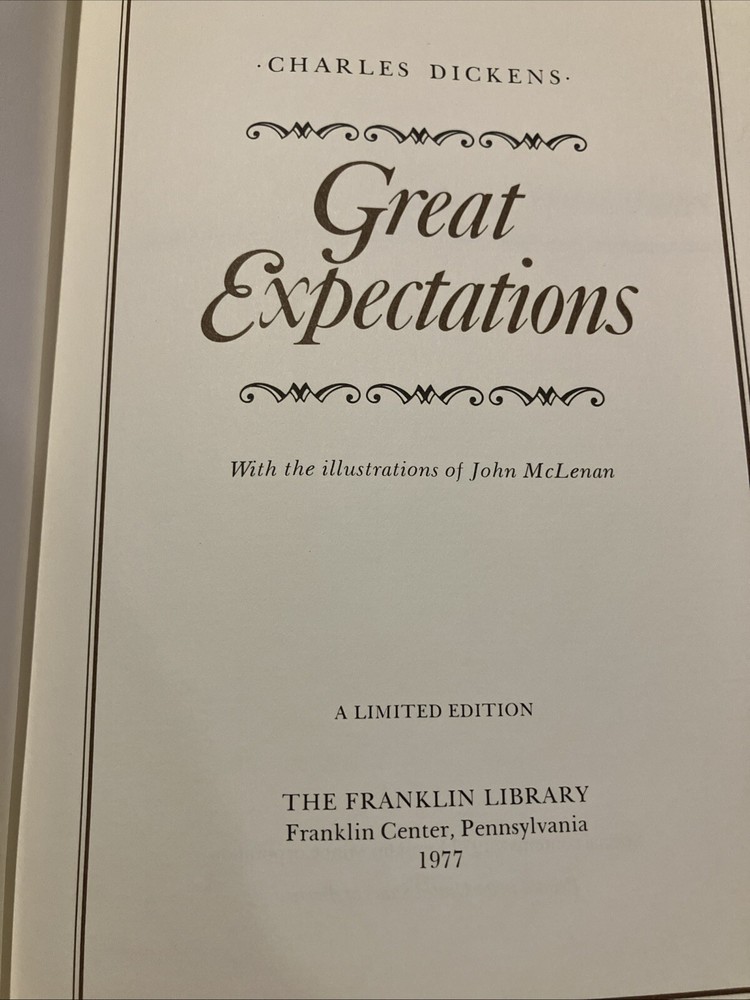 ·CHARLES DICKENS·
Great
Expectations
With the illustrations of John McLenan
A LIMITED EDITION
THE FRANKLIN LIBRARY
Franklin Center, Pennsylvania
1977